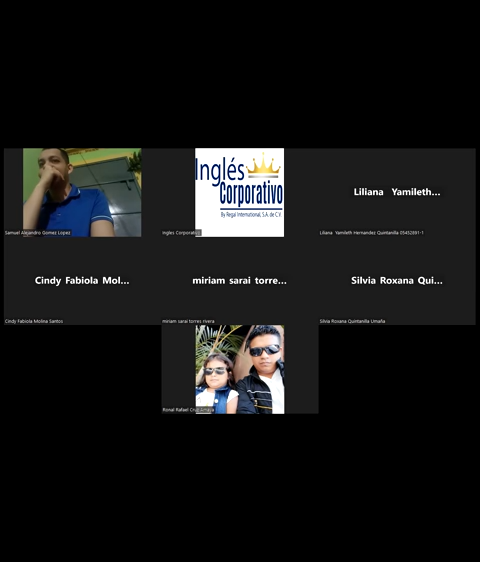 Inglés
Corporativo
By Regal International, S.A. de C.V.
Liliana Yamileth...
Samuel Alejandro Gomez Lopez
Ingles Corporativo
Liliana Yamileth Hernandez Quintanilla 05452691-1
Cindy Fabiola Mol...
miriam sarai torre...
Silvia Roxana Qui...
Cindy Fabiola Molina Santos
miriam sarai torres rivera
Silvia Roxana Quintanilla Umaña
Ronal Rafael Cruz Amaya